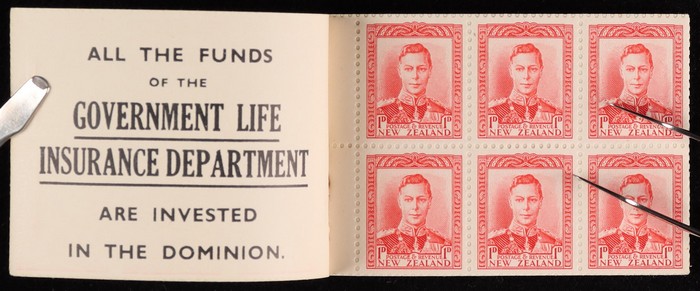 ALL THE FUNDS
OF THE
GOVERNMENT LIFE
INSURANCE DEPARTMENT
ARE INVESTED
IN THE DOMINION.
1D POSTAGE & REVENUE 1D
NEW ZEALAND
1D POSTAGE & REVENUE 1D
NEW ZEALAND
1D POSTAGE & REVENUE 1D
NEW ZEALAND
1D POSTAGE & REVENUE 1D
NEW ZEALAND
1D POSTAGE & REVENUE 1D
NEW ZEALAND
1D POSTAGE & REVENUE 1D
NEW ZEALAND